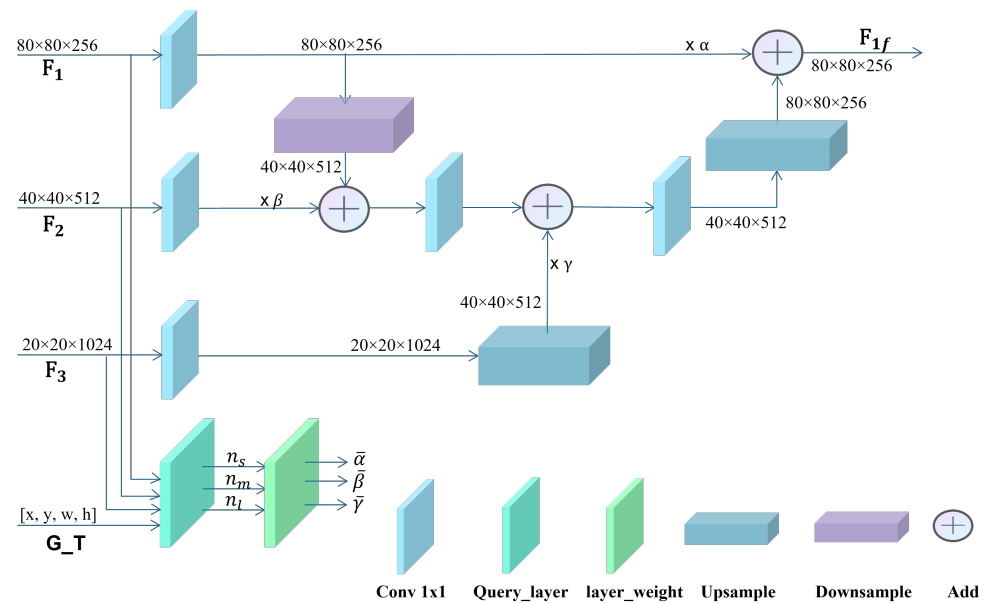 80×80×256
F₁
80×80×256
x α
F₁f
80×80×256
80×80×256
40×40×512
40×40×512
F₂
x β
40×40×512
x γ
40×40×512
20×20×1024
F₃
20×20×1024
nₛ
nₘ
nₗ
ᾱ
β̄
γ̄
[x, y, w, h]
G_T
Conv 1x1
Query_layer
layer_weight
Upsample
Downsample
Add